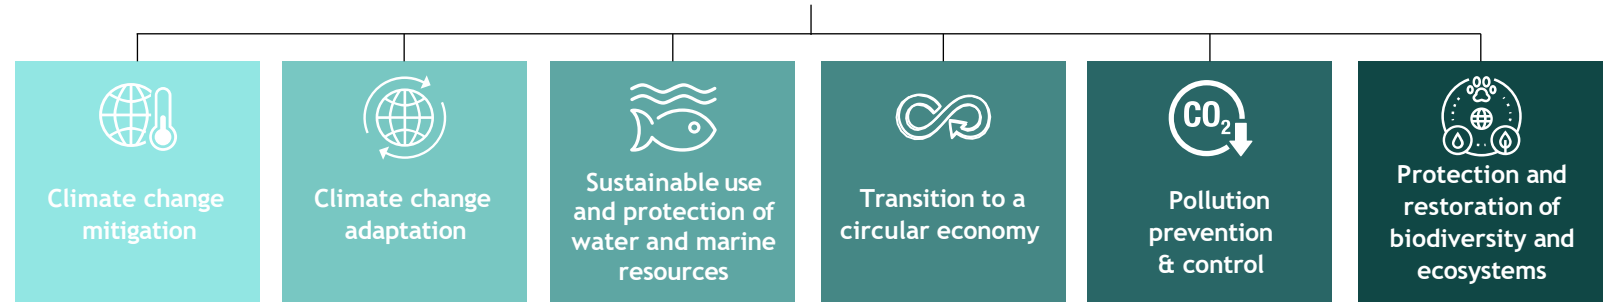 Climate change
mitigation
Climate change
adaptation
Sustainable use
and protection of
water and marine
resources
Transition to a
circular economy
CO2
Pollution
prevention
& control
Protection and
restoration of
biodiversity and
ecosystems